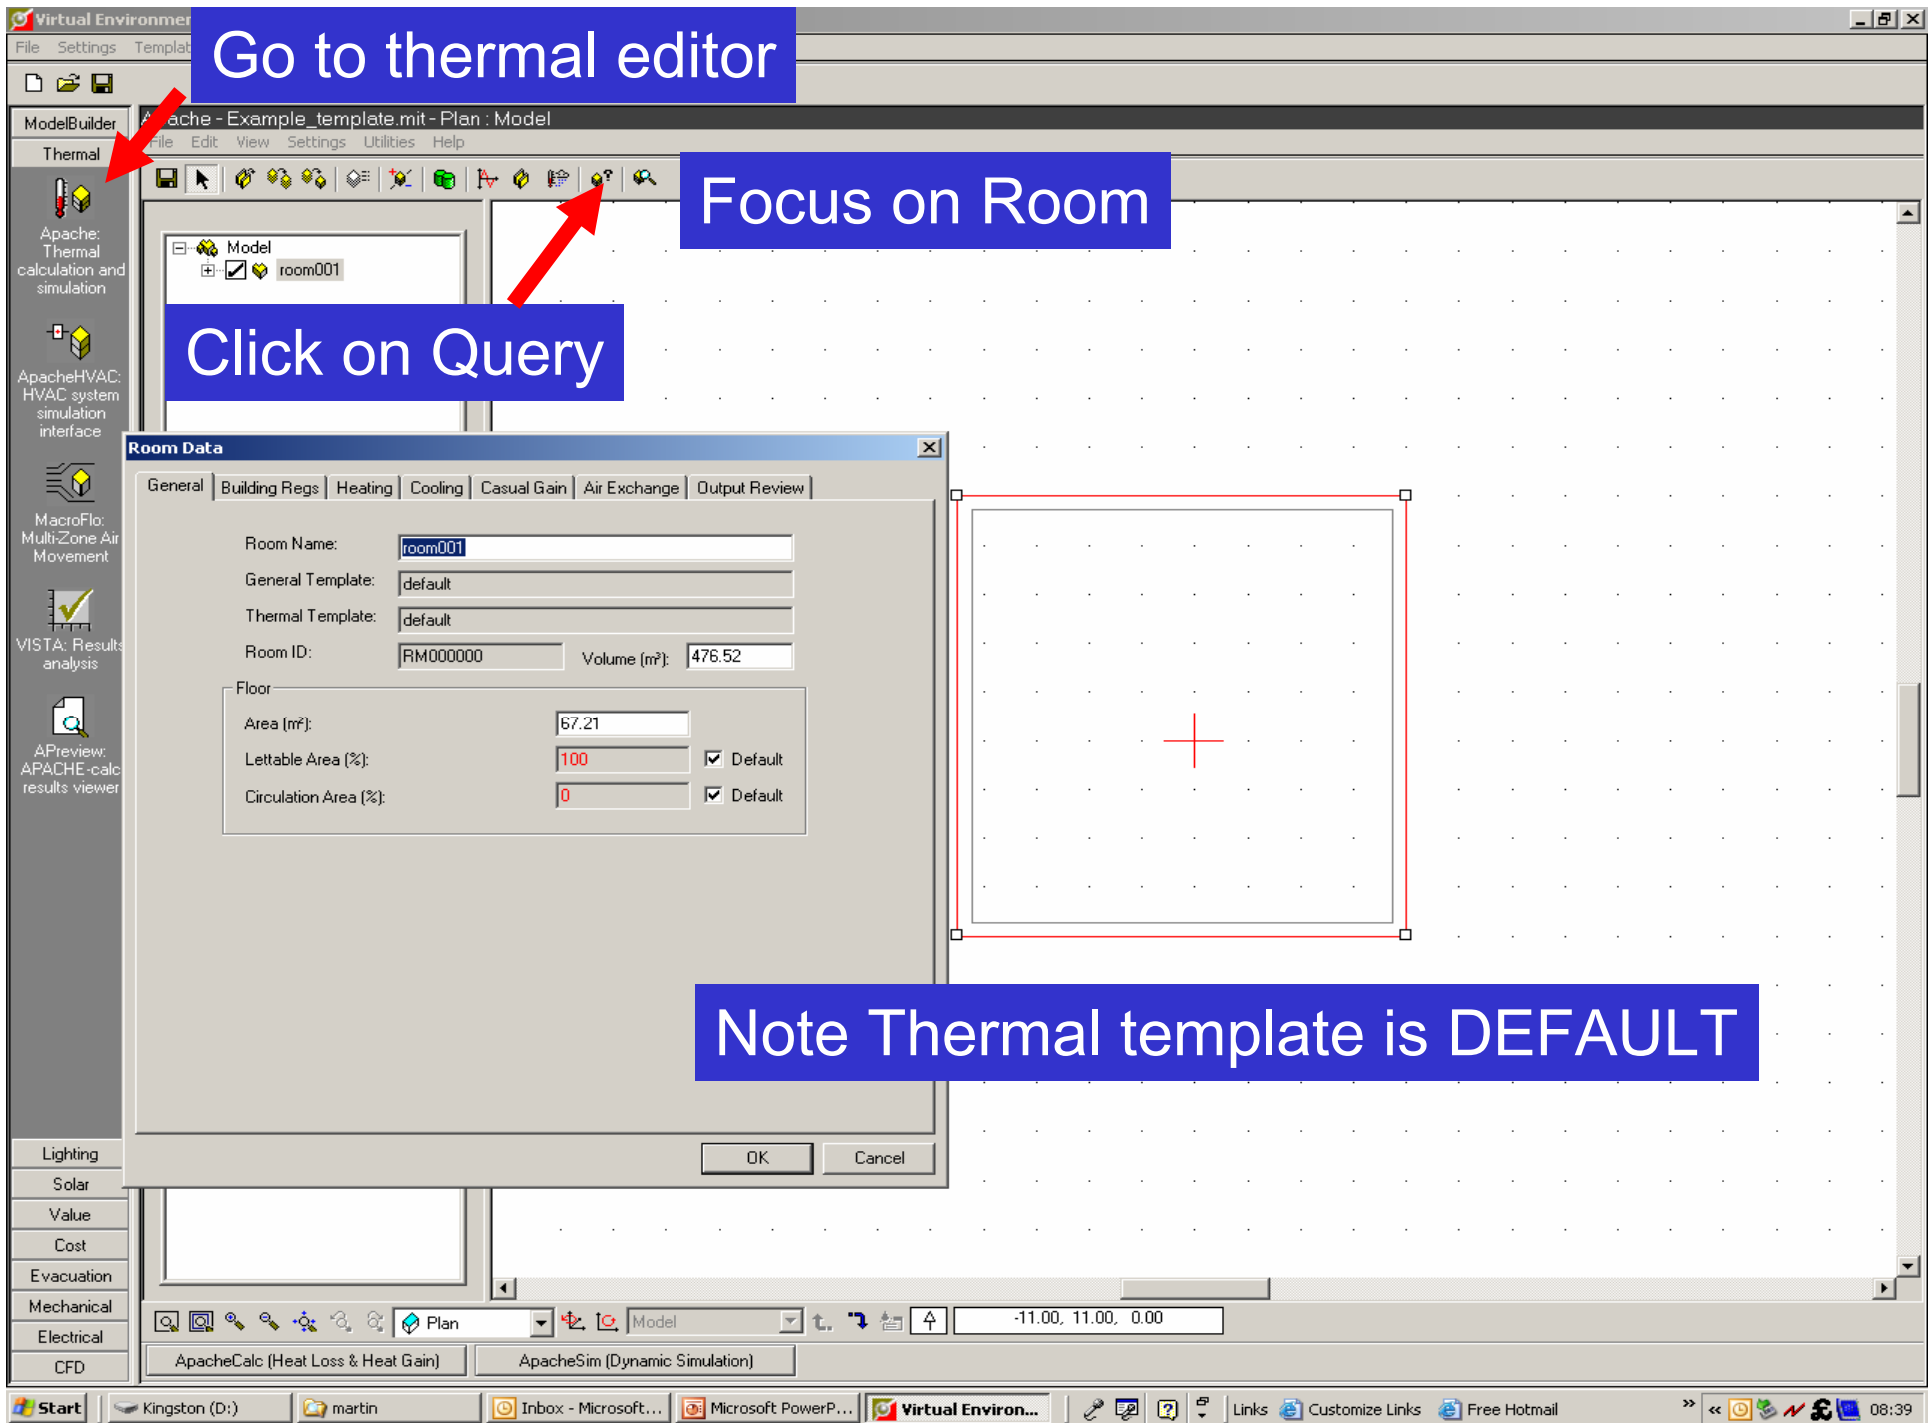 Virtual Environmen
File Settings Templat
Go to thermal editor
ModelBuilder
Thermal
Apache:
Thermal
calculation and
simulation
ApacheHVAC:
HVAC system
simulation
interface
MacroFlo:
Multi-Zone Air
Movement
VISTA: Results
analysis
APreview:
APACHE-calc
results viewer
Lighting
Solar
Value
Cost
Evacuation
Mechanical
Electrical
CFD
Apache - Example_template.mit - Plan : Model
File Edit View Settings Utilities Help
Focus on Room
Model
room001
Click on Query
Room Data
General Building Regs Heating Cooling Casual Gain Air Exchange Output Review
Room Name: room001
General Template: default
Thermal Template: default
Room ID: RM000000 Volume (m³): 476.52
Floor
Area (m²): 67.21
Lettable Area (%): 100 Default
Circulation Area (%): 0 Default
OK Cancel
Note Thermal template is DEFAULT
Plan Model -11.00, 11.00, 0.00
ApacheCalc (Heat Loss & Heat Gain) ApacheSim (Dynamic Simulation)
Start Kingston (D:) martin Inbox - Microsoft... Microsoft PowerP... Virtual Environ... Links Customize Links Free Hotmail 08:39